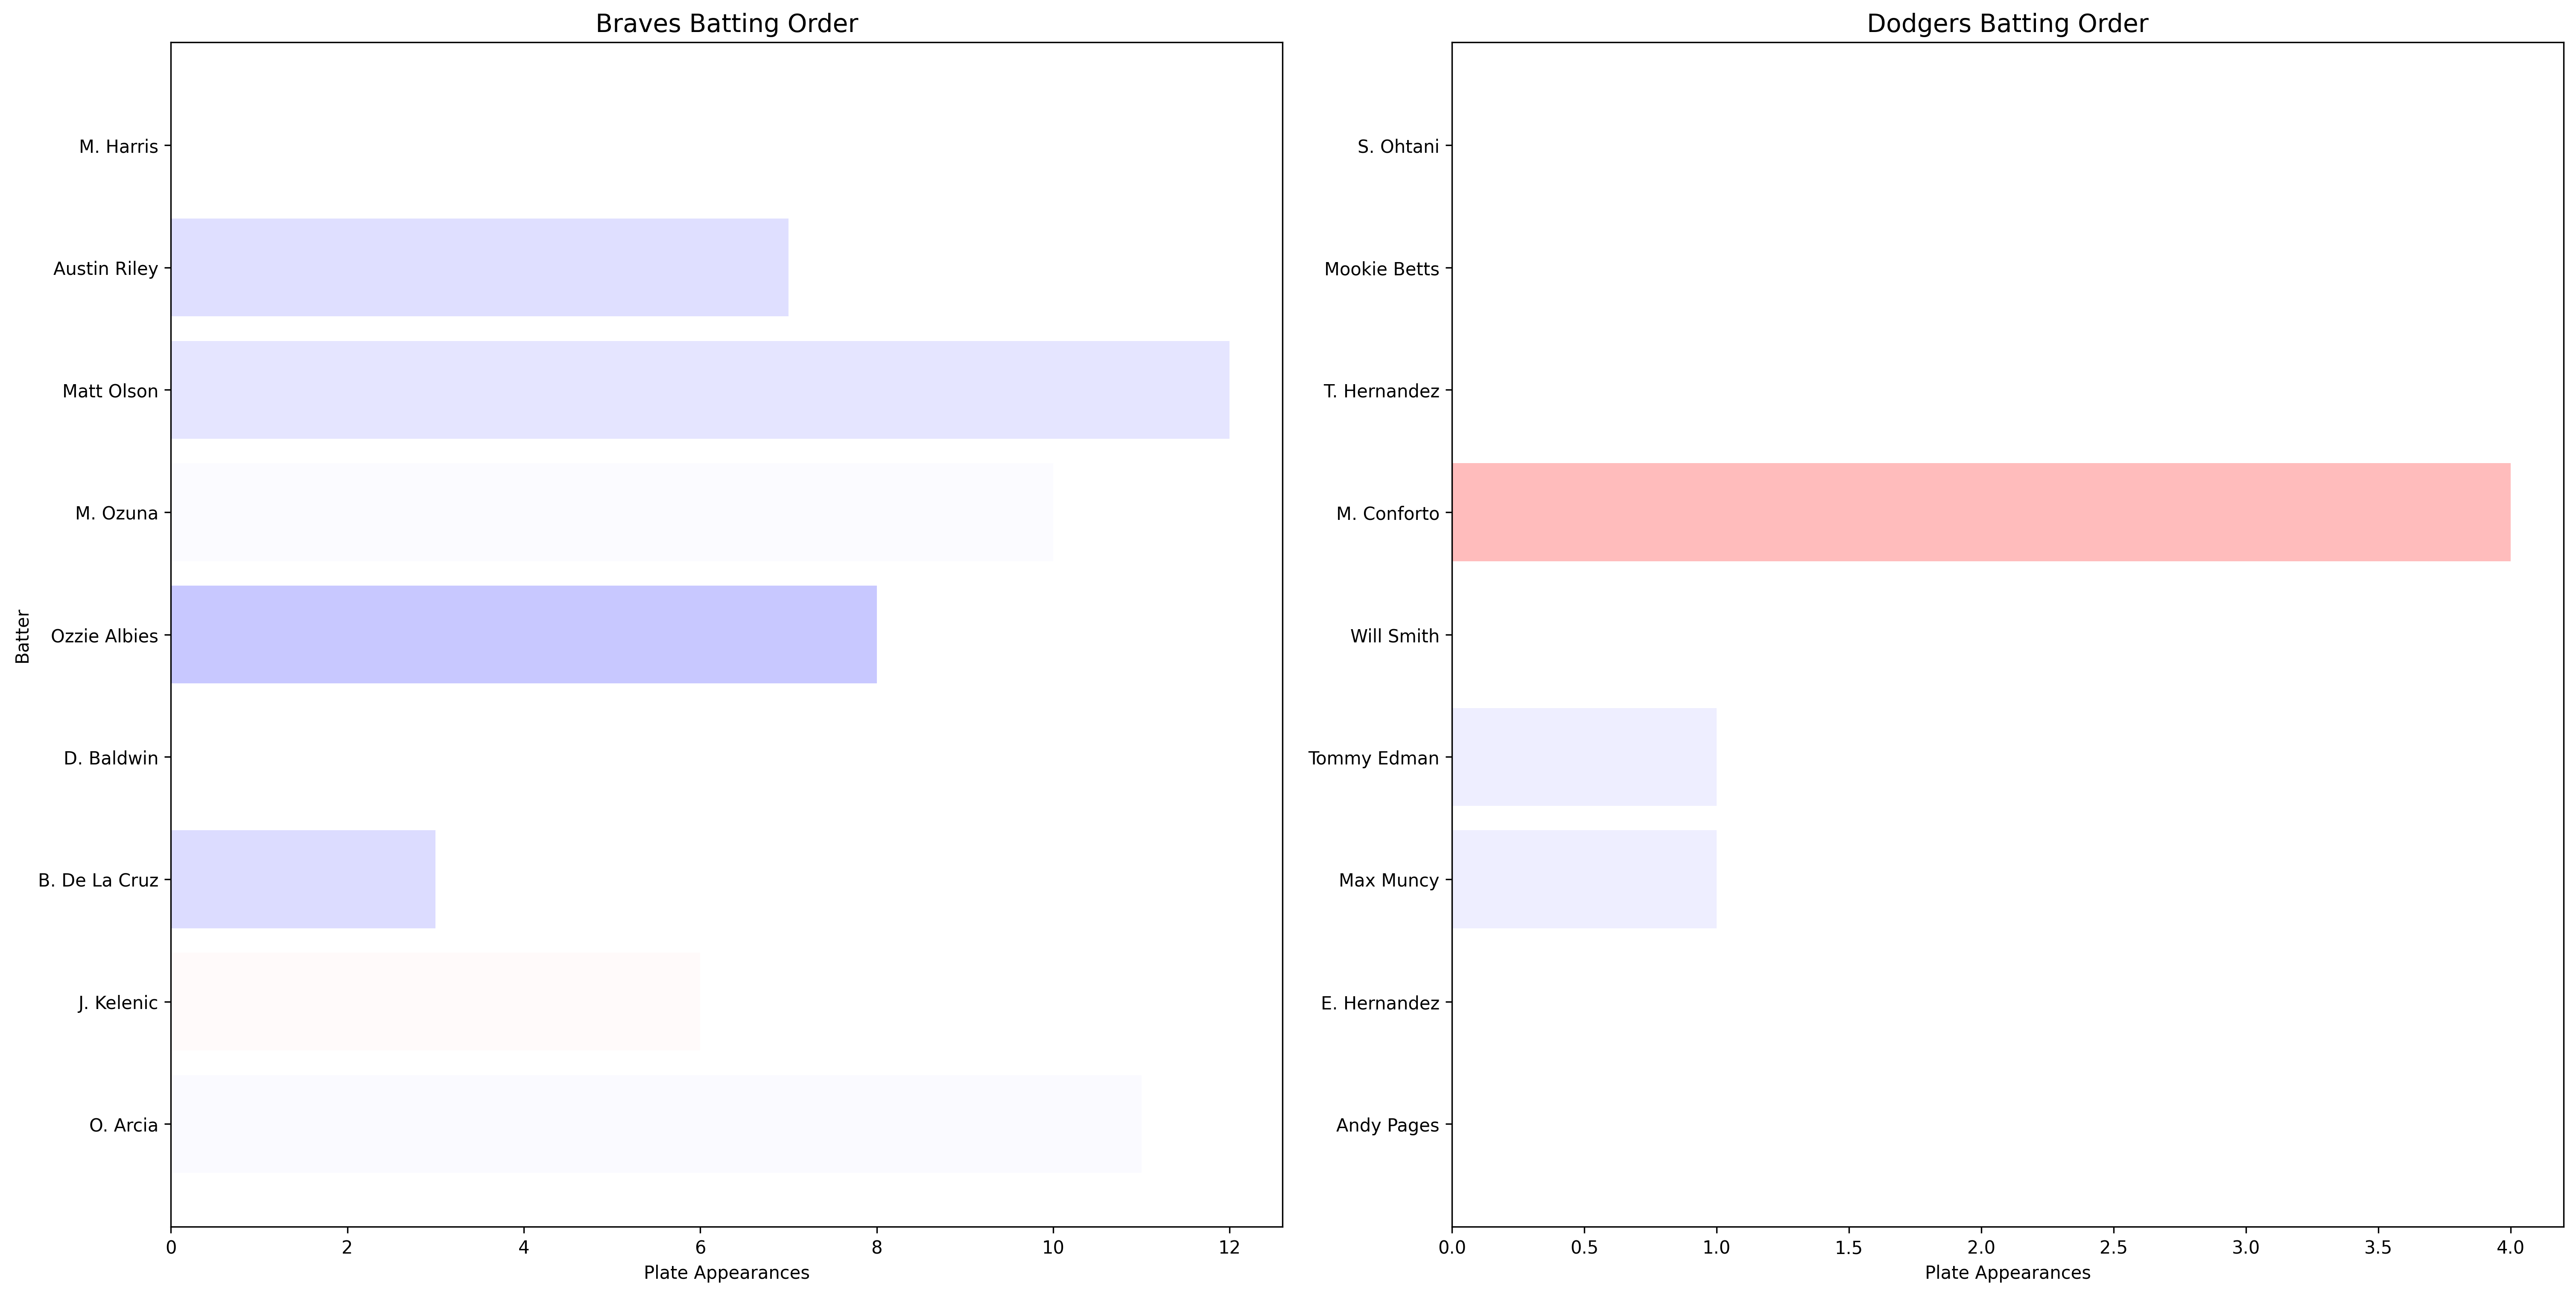 Braves Batting Order
Batter
M. Harris
Austin Riley
Matt Olson
M. Ozuna
Ozzie Albies
D. Baldwin
B. De La Cruz
J. Kelenic
O. Arcia
0 2 4 6 8 10 12
Plate Appearances
Dodgers Batting Order
S. Ohtani
Mookie Betts
T. Hernandez
M. Conforto
Will Smith
Tommy Edman
Max Muncy
E. Hernandez
Andy Pages
0.0 0.5 1.0 1.5 2.0 2.5 3.0 3.5 4.0
Plate Appearances